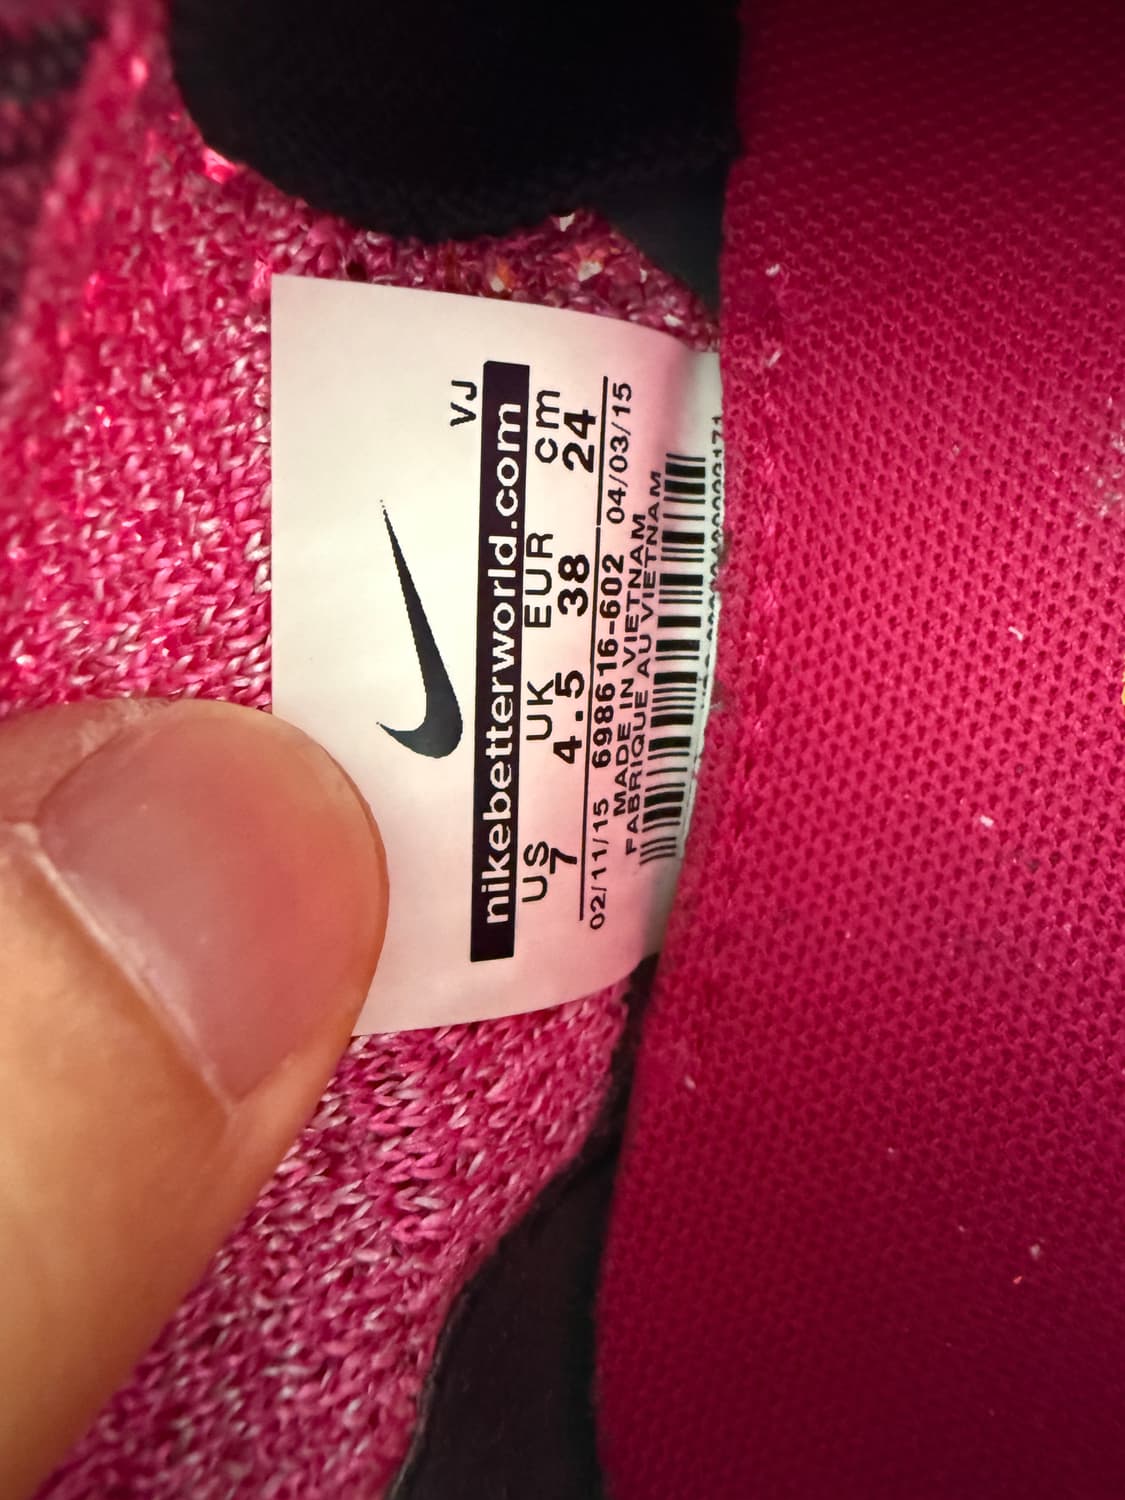 VJ
nikebetterworld.com
US UK EUR cm
7 4.5 38 24
02/11/15 698616-602 04/03/15
MADE IN VIETNAM
FABRIQUE AU VIETNAM